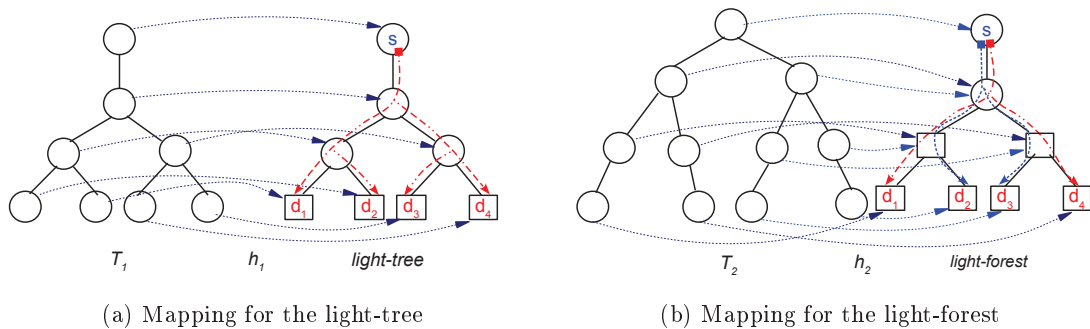 s
s
d1 d2 d3 d4
d1 d2 d3 d4
T1 h1 light-tree
T2 h2 light-forest
(a) Mapping for the light-tree
(b) Mapping for the light-forest